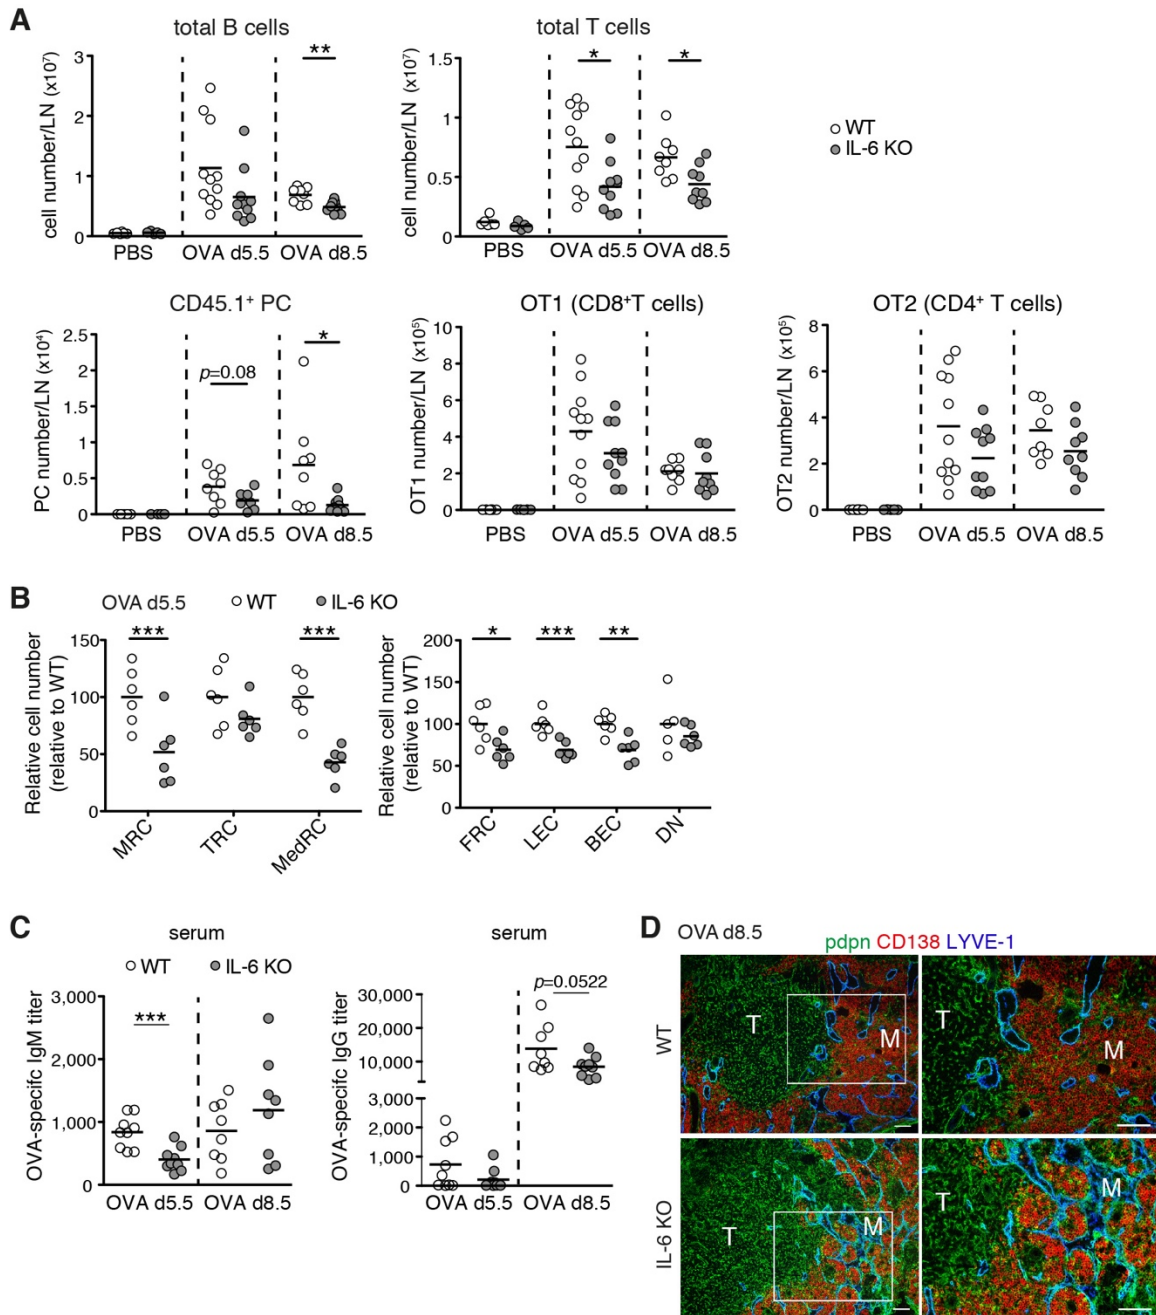 A
total B cells
total T cells
cell number/LN (x10⁷)
3
2
1
0
PBS
OVA d5.5
OVA d8.5
**
cell number/LN (x10⁷)
1.5
1
0.5
0
PBS
OVA d5.5
OVA d8.5
*
*
WT
IL-6 KO
CD45.1⁺ PC
PC number/LN (x10⁴)
2.5
2
1.5
1
0.5
0
p=0.08
*
PBS
OVA d5.5
OVA d8.5
OT1 (CD8⁺T cells)
OT1 number/LN (x10⁵)
10
8
6
4
2
0
PBS
OVA d5.5
OVA d8.5
OT2 (CD4⁺ T cells)
OT2 number/LN (x10⁵)
8
6
4
2
0
PBS
OVA d5.5
OVA d8.5
B
OVA d5.5
WT
IL-6 KO
Relative cell number
(relative to WT)
150
100
50
0
***
***
MRC
TRC
MedRC
Relative cell number
(relative to WT)
200
150
100
50
0
*
***
**
FRC
LEC
BEC
DN
C
serum
WT
IL-6 KO
OVA-specifc IgM titer
3,000
2,000
1,000
0
***
OVA d5.5
OVA d8.5
serum
OVA-specifc IgG titer
30,000
20,000
10,000
3,000
2,000
1,000
0
p=0.0522
OVA d5.5
OVA d8.5
D
OVA d8.5
pdpn CD138 LYVE-1
WT
T
M
T
M
IL-6 KO
T
M
T
M